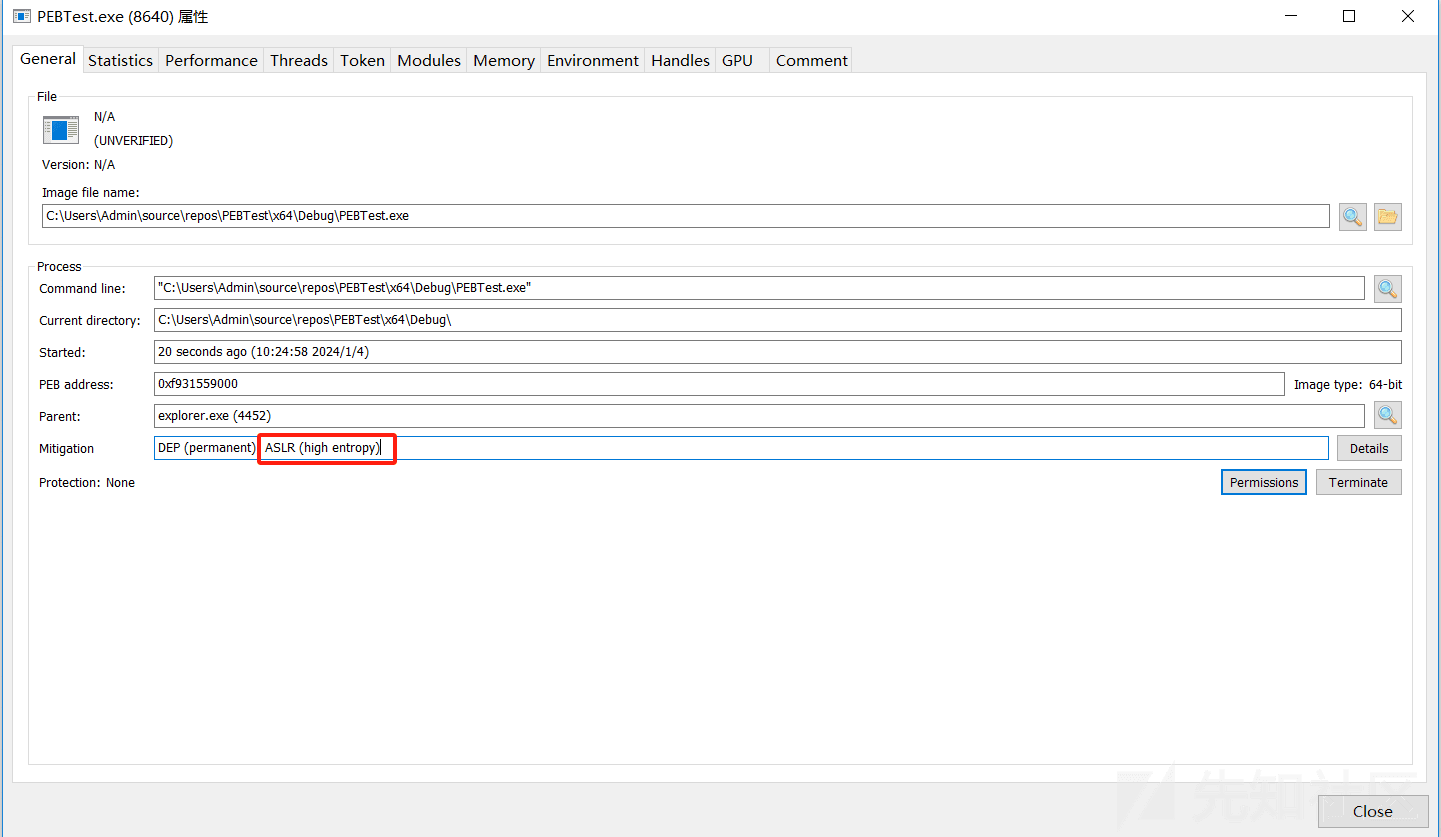 PEBTest.exe (8640) 属性
General Statistics Performance Threads Token Modules Memory Environment Handles GPU Comment
File
N/A
(UNVERIFIED)
Version: N/A
Image file name:
C:\Users\Admin\source\repos\PEBTest\x64\Debug\PEBTest.exe
Process
Command line: "C:\Users\Admin\source\repos\PEBTest\x64\Debug\PEBTest.exe"
Current directory: C:\Users\Admin\source\repos\PEBTest\x64\Debug\
Started: 20 seconds ago (10:24:58 2024/1/4)
PEB address: 0xf931559000 Image type: 64-bit
Parent: explorer.exe (4452)
Mitigation DEP (permanent) ASLR (high entropy) Details
Protection: None Permissions Terminate
先知社区
Close